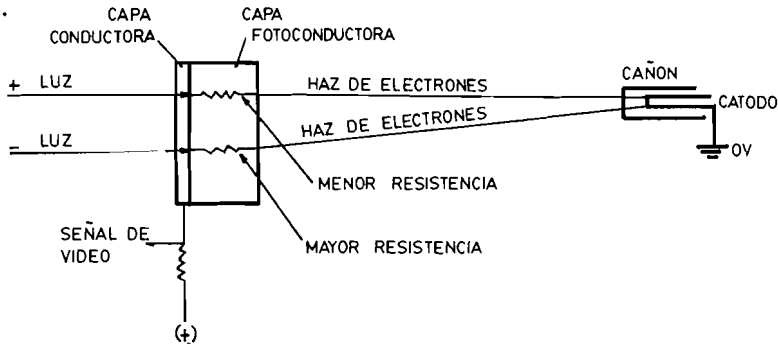 CAPA
CONDUCTORA
CAPA
FOTOCONDUCTORA
+ LUZ
HAZ DE ELECTRONES
CAÑON
CATODO
HAZ DE ELECTRONES
- LUZ
OV
MENOR RESISTENCIA
SEÑAL DE
VIDEO
MAYOR RESISTENCIA
(+)